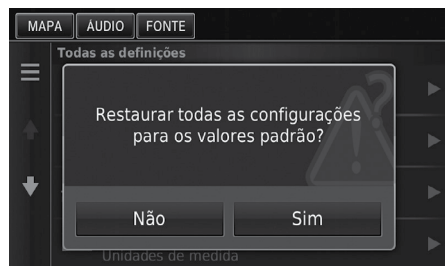 MAPA ÁUDIO FONTE
Todas as definições
Restaurar todas as configurações
para os valores padrão?
Não Sim
Unidades de medida